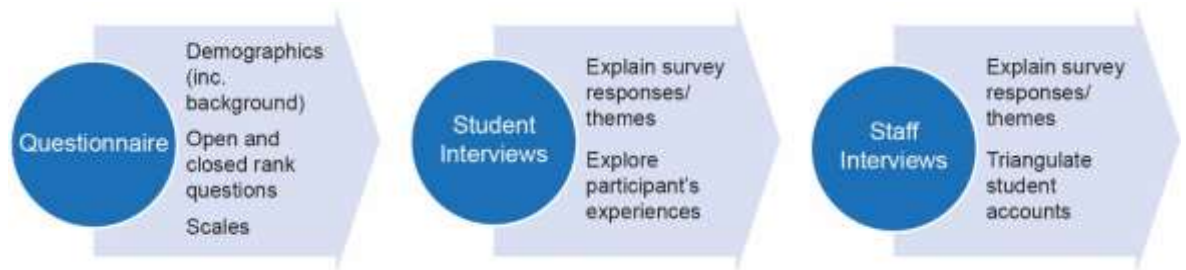 Questionnaire
Demographics
(inc.
background)
Open and
closed rank
questions
Scales
Student
Interviews
Explain survey
responses/
themes
Explore
participant's
experiences
Staff
Interviews
Explain survey
responses/
themes
Triangulate
student
accounts